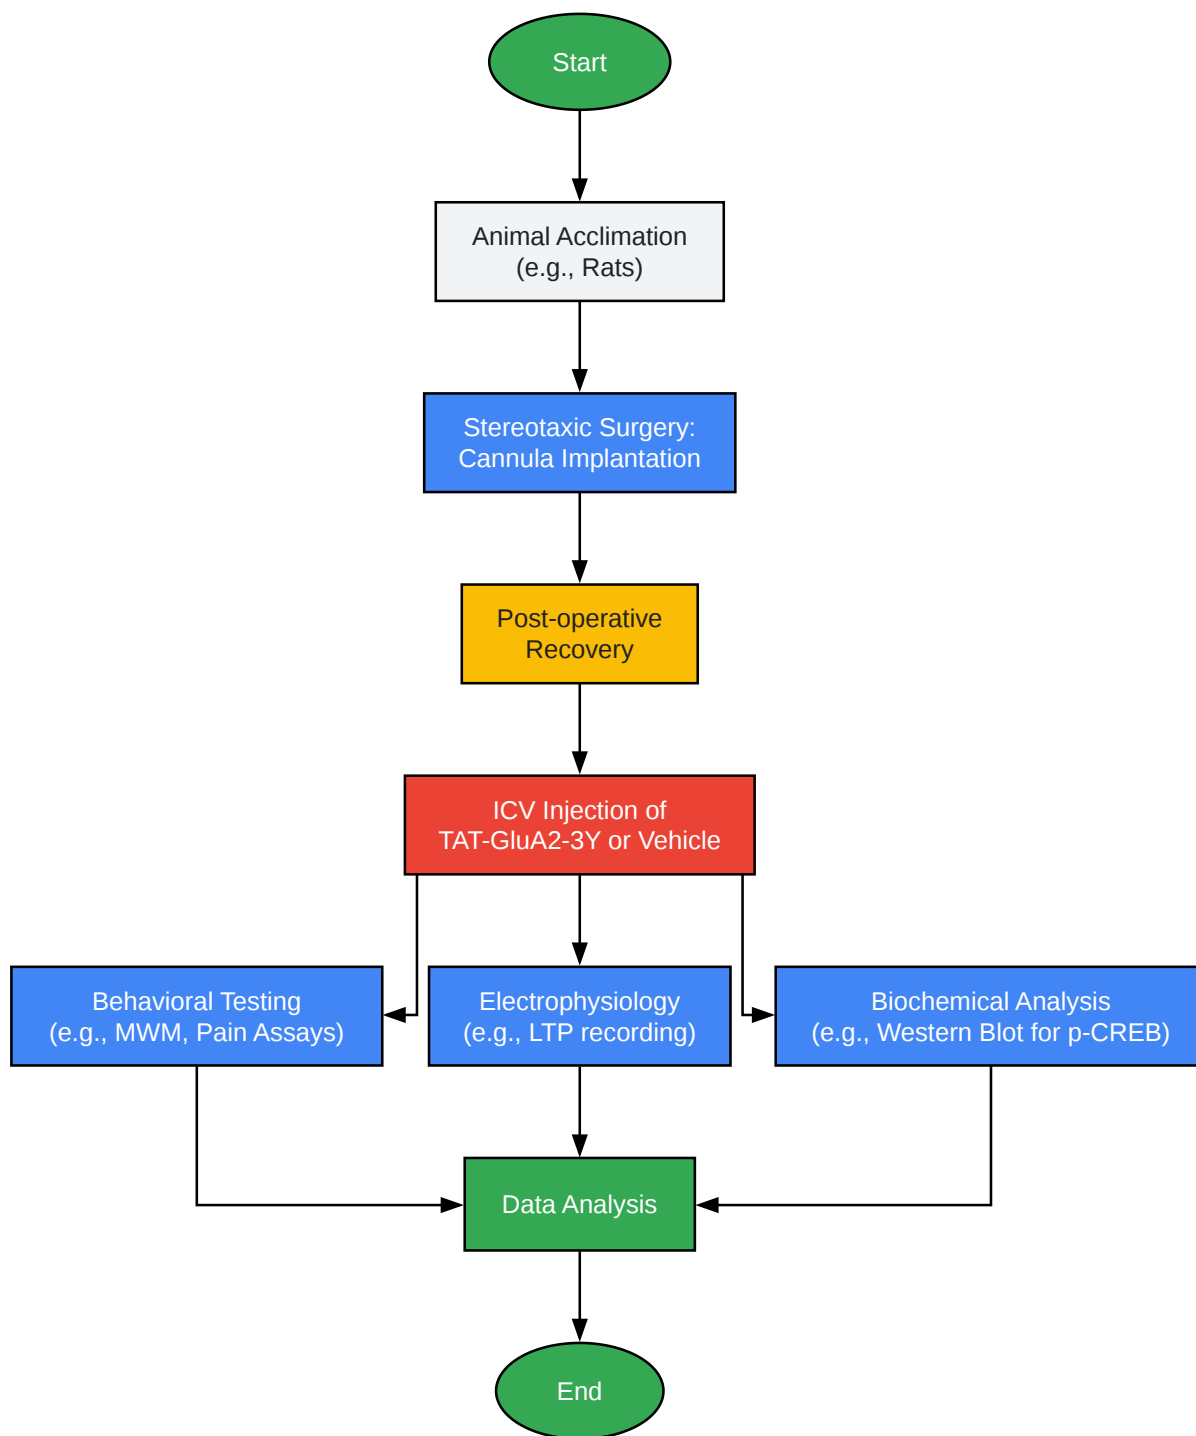 Start
Animal Acclimation
(e.g., Rats)
Stereotaxic Surgery:
Cannula Implantation
Post-operative
Recovery
ICV Injection of
TAT-GluA2-3Y or Vehicle
Behavioral Testing
(e.g., MWM, Pain Assays)
Electrophysiology
(e.g., LTP recording)
Biochemical Analysis
(e.g., Western Blot for p-CREB)
Data Analysis
End